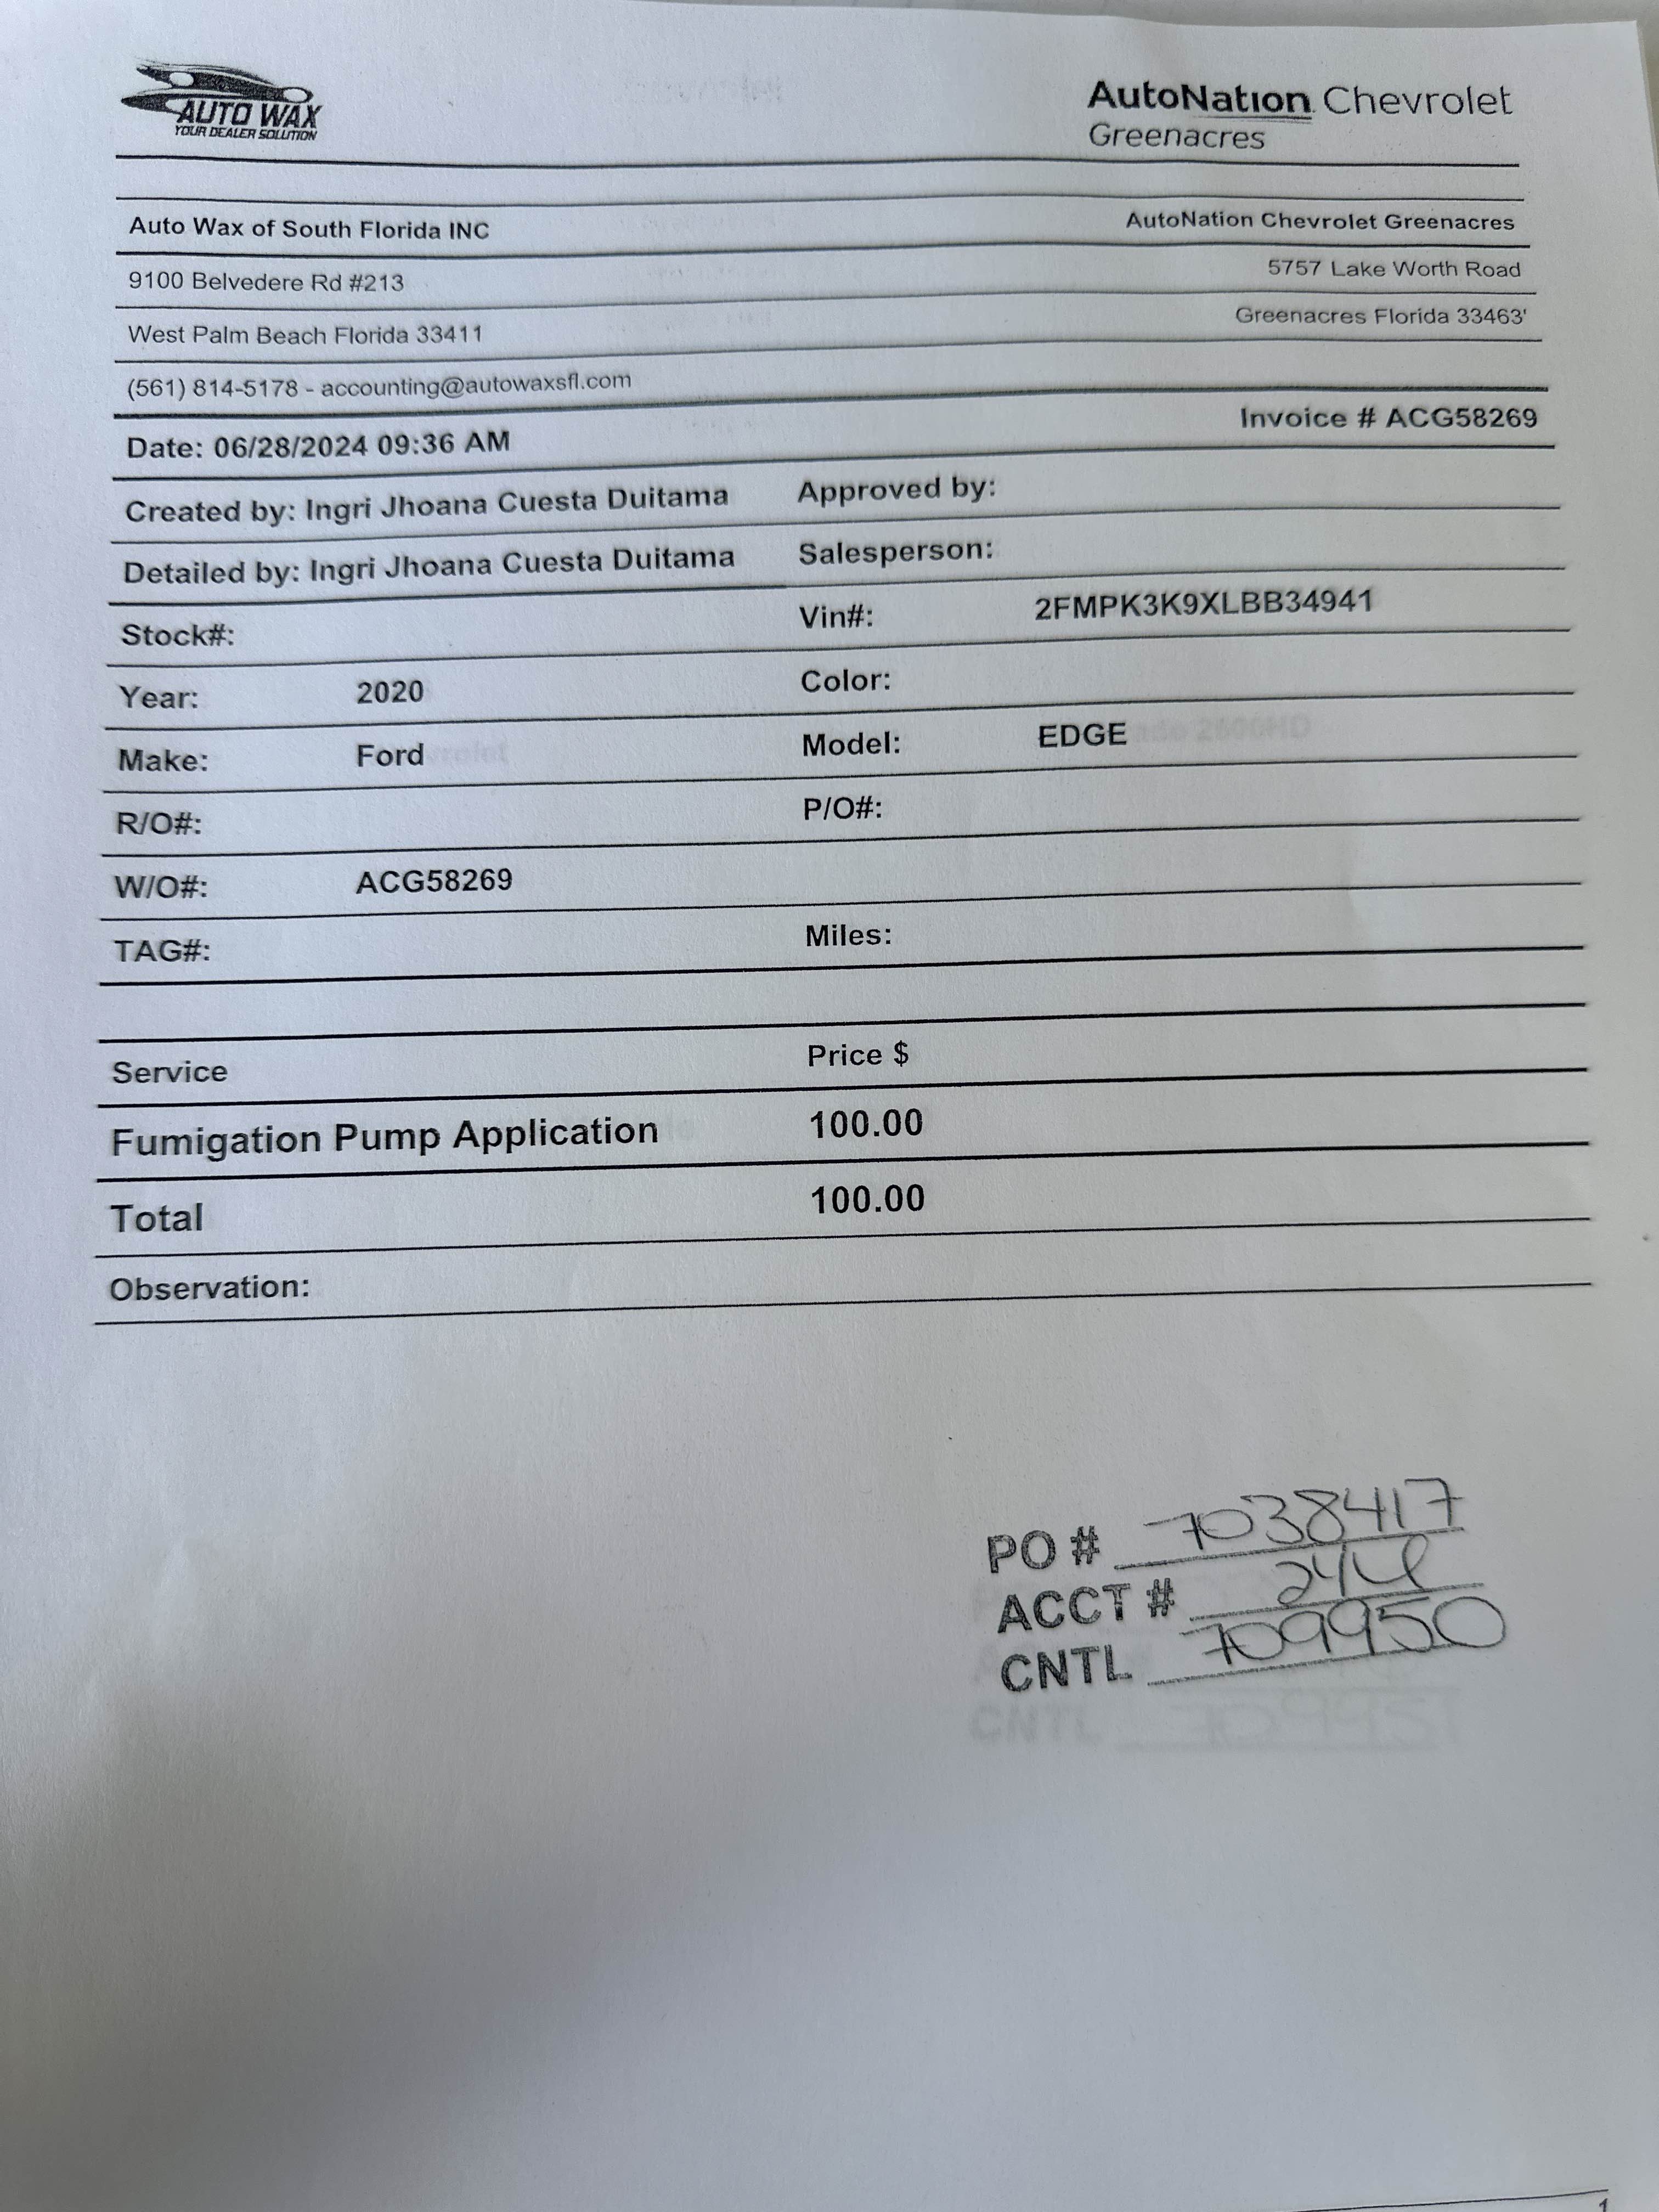 AUTO WAX
YOUR DEALER SOLUTION
AutoNation Chevrolet
Greenacres
Auto Wax of South Florida INC AutoNation Chevrolet Greenacres
9100 Belvedere Rd #213 5757 Lake Worth Road
West Palm Beach Florida 33411 Greenacres Florida 33463'
(561) 814-5178 - accounting@autowaxsfl.com
Date: 06/28/2024 09:36 AM Invoice # ACG58269
Created by: Ingri Jhoana Cuesta Duitama Approved by:
Detailed by: Ingri Jhoana Cuesta Duitama Salesperson:
Stock#: Vin#: 2FMPK3K9XLBB34941
Year: 2020 Color:
Make: Ford Model: EDGE
R/O#: P/O#:
W/O#: ACG58269
TAG#: Miles:
Service Price $
Fumigation Pump Application 100.00
Total 100.00
Observation:
PO # 7038417
ACCT #
CNTL 709950
1